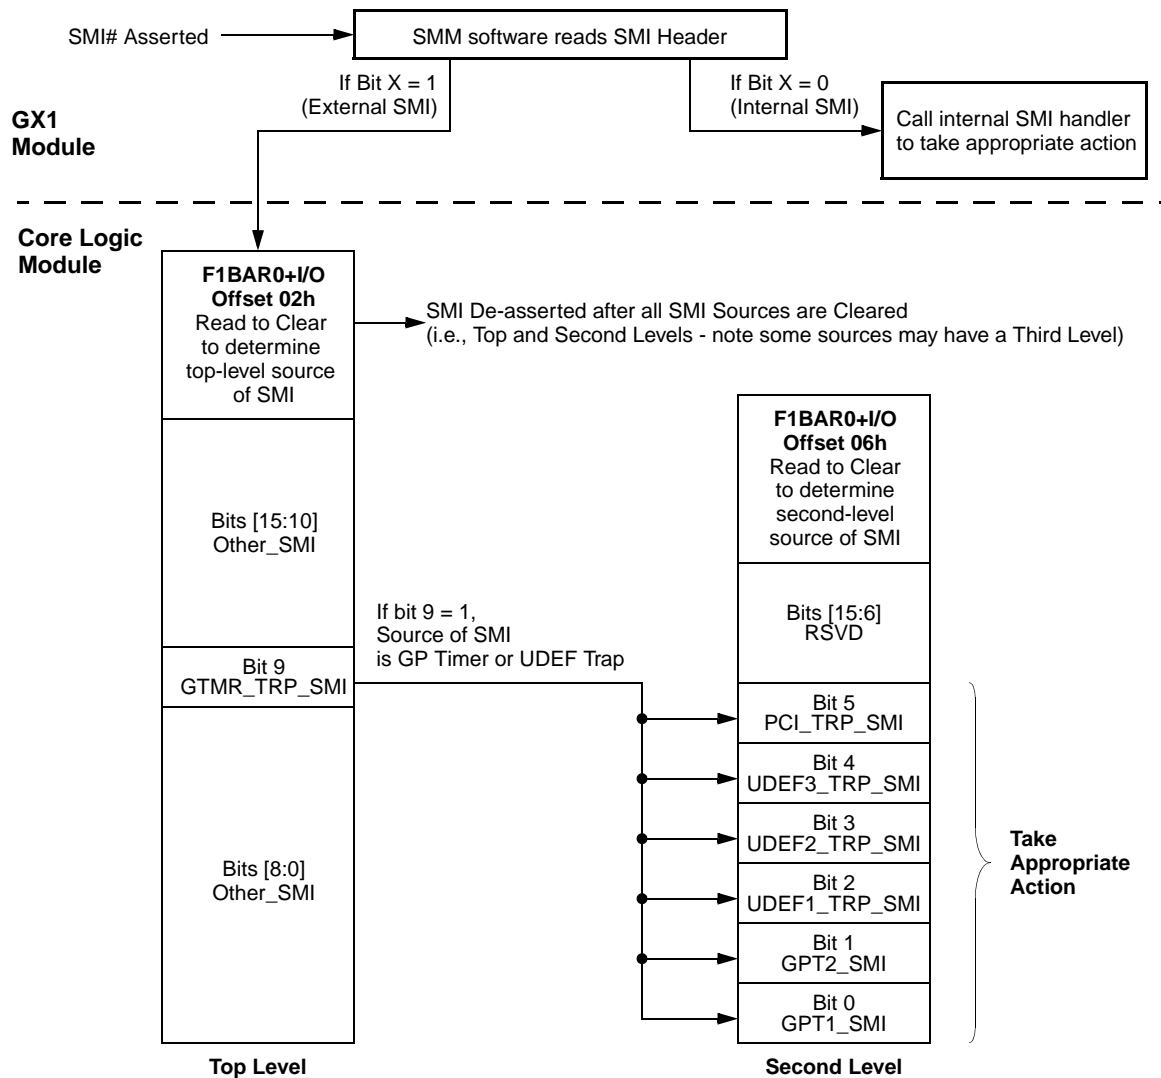 SMI# Asserted
SMM software reads SMI Header
If Bit X = 1
(External SMI)
If Bit X = 0
(Internal SMI)
GX1
Module
Call internal SMI handler
to take appropriate action
Core Logic
Module
F1BAR0+I/O
Offset 02h
Read to Clear
to determine
top-level source
of SMI
SMI De-asserted after all SMI Sources are Cleared
(i.e., Top and Second Levels - note some sources may have a Third Level)
Bits [15:10]
Other_SMI
If bit 9 = 1,
Source of SMI
is GP Timer or UDEF Trap
Bit 9
GTMR_TRP_SMI
Bits [8:0]
Other_SMI
Top Level
F1BAR0+I/O
Offset 06h
Read to Clear
to determine
second-level
source of SMI
Bits [15:6]
RSVD
Bit 5
PCI_TRP_SMI
Bit 4
UDEF3_TRP_SMI
Bit 3
UDEF2_TRP_SMI
Bit 2
UDEF1_TRP_SMI
Bit 1
GPT2_SMI
Bit 0
GPT1_SMI
Second Level
Take
Appropriate
Action